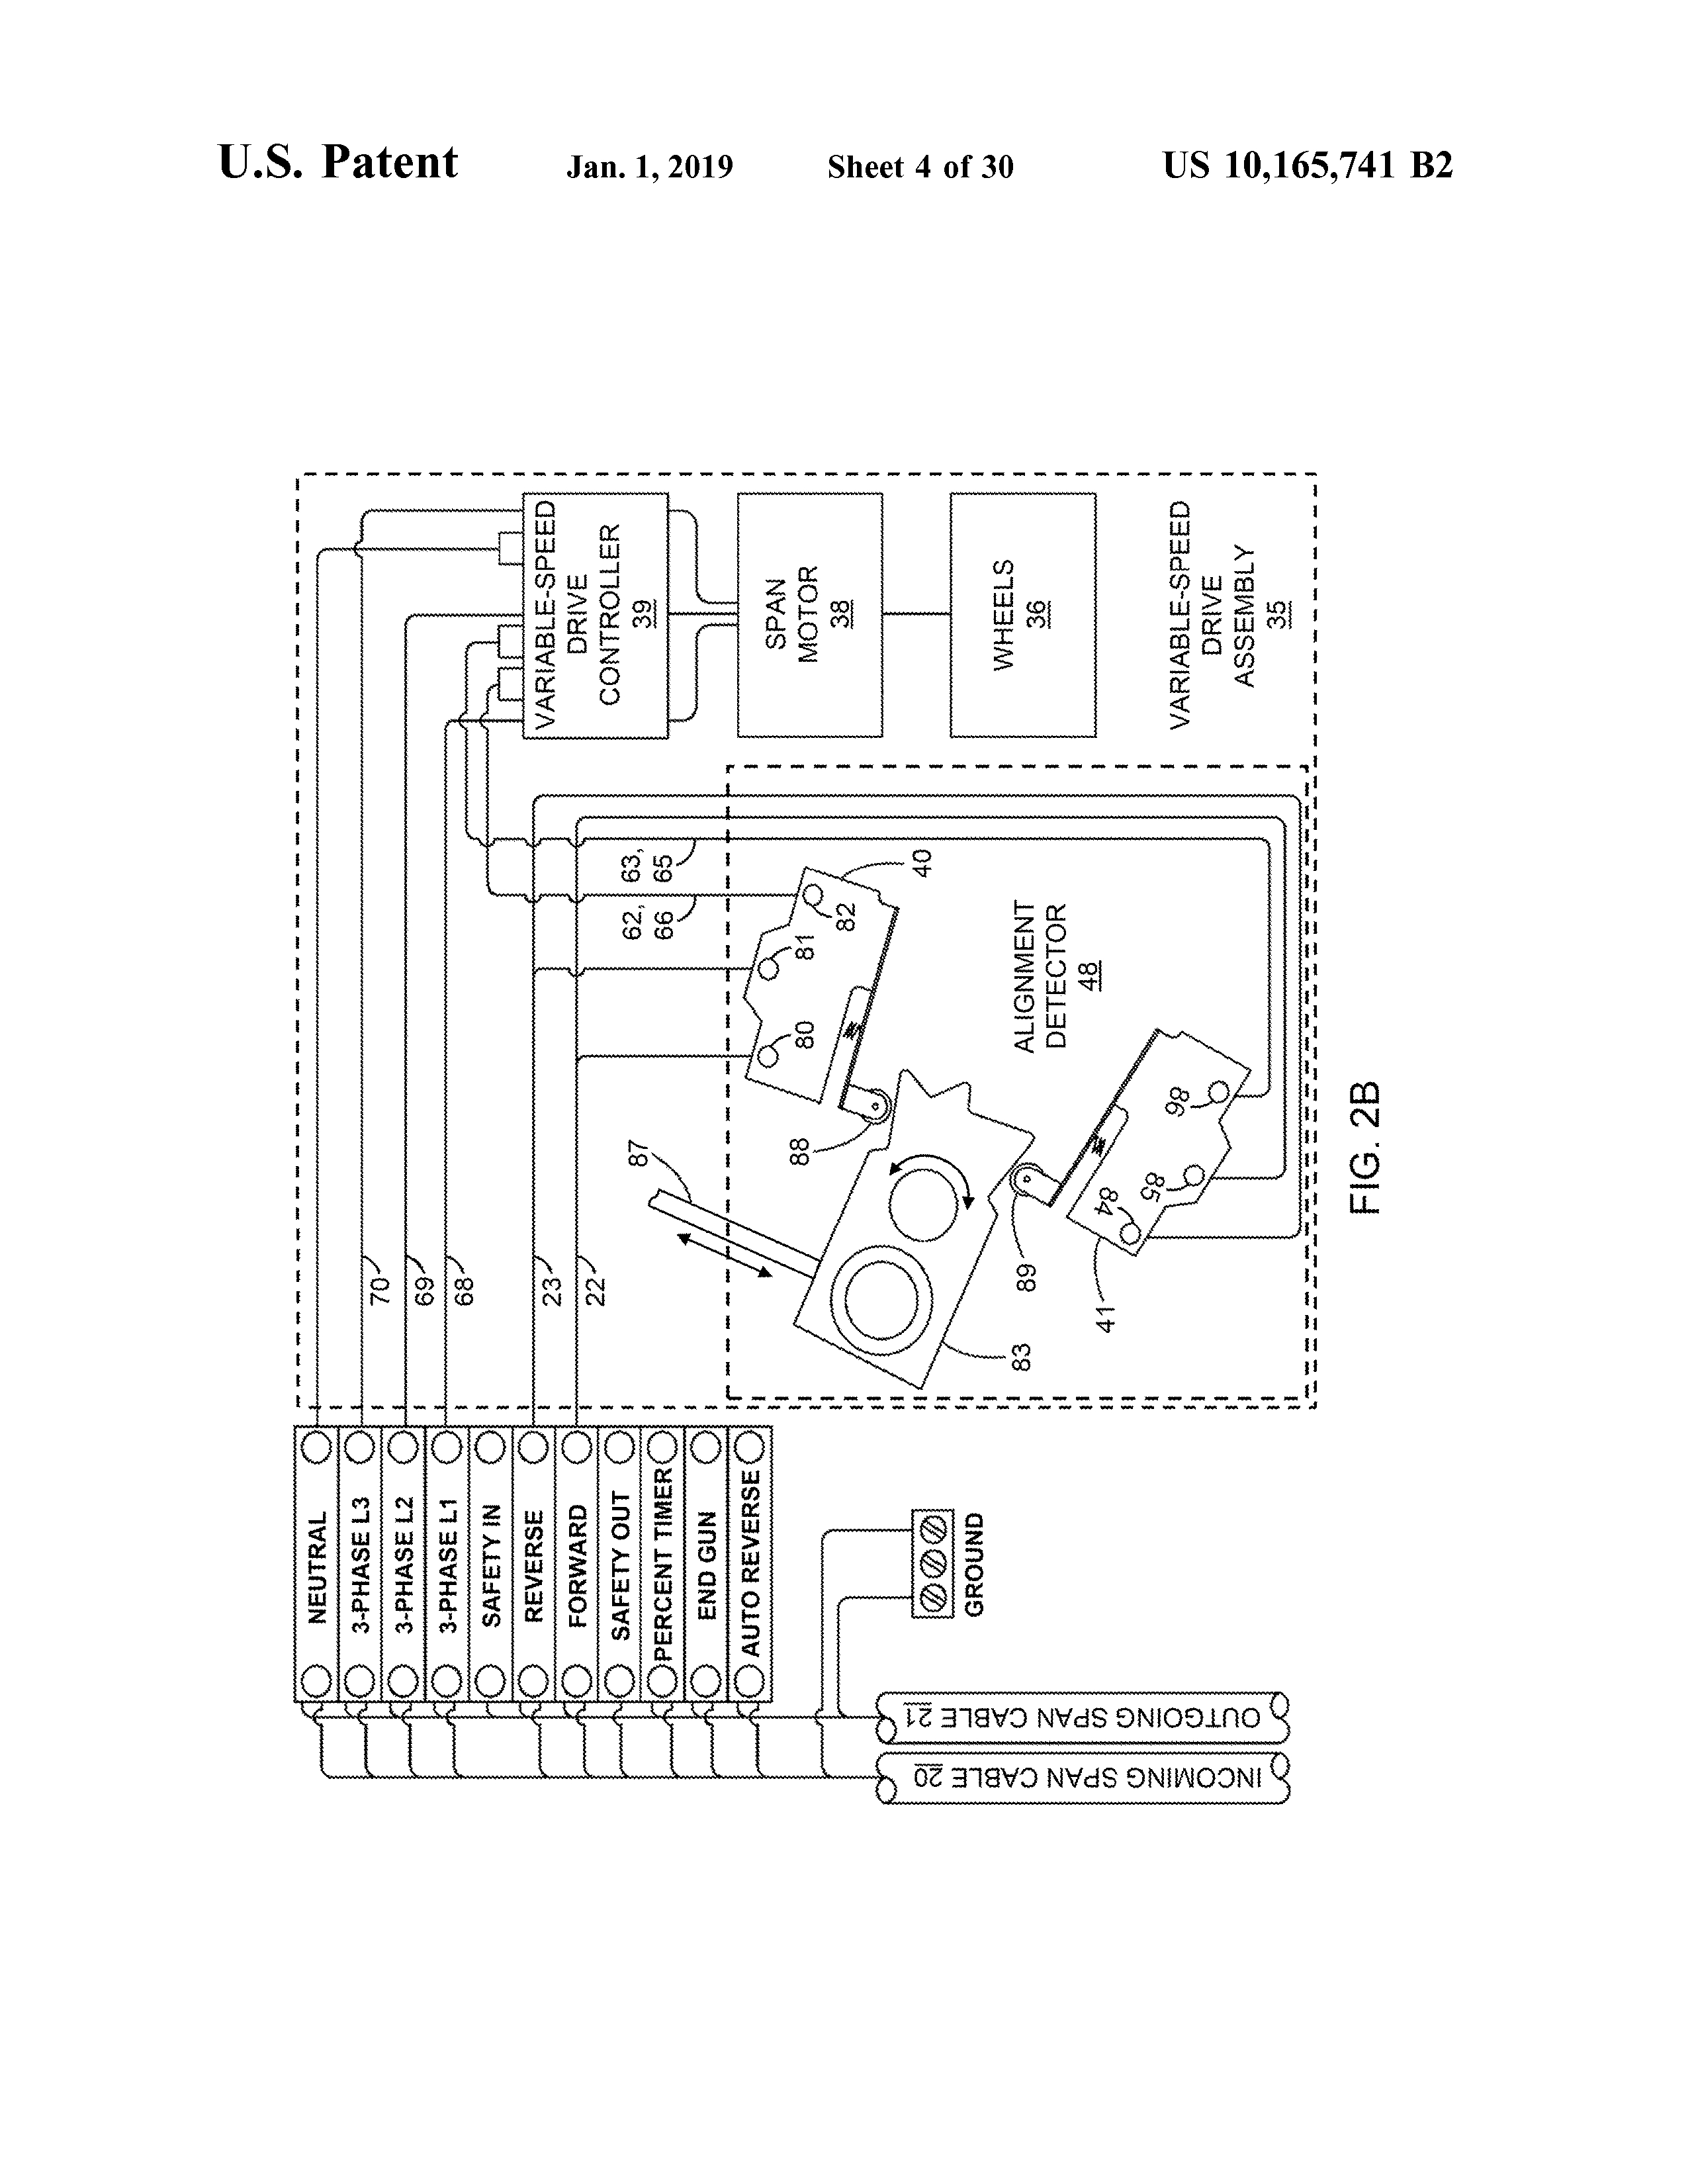 U.S. Patent Jan. 1, 2019 Sheet 4 of 30 US 10,165,741 B2
NEUTRAL
3-PHASE L3
3-PHASE L2
3-PHASE L1
SAFETY IN
REVERSE
FORWARD
SAFETY OUT
PERCENT TIMER
END GUN
AUTO REVERSE
GROUND
OUTGOING SPAN CABLE 21
INCOMING SPAN CABLE 20
70
69
68
23
22
VARIABLE-SPEED
DRIVE
CONTROLLER
39
SPAN
MOTOR
38
WHEELS
36
VARIABLE-SPEED
DRIVE
ASSEMBLY
35
63,
65
62,
66
40
82
81
80
88
87
ALIGNMENT
DETECTOR
48
86
85
84
89
41
83
FIG. 2B